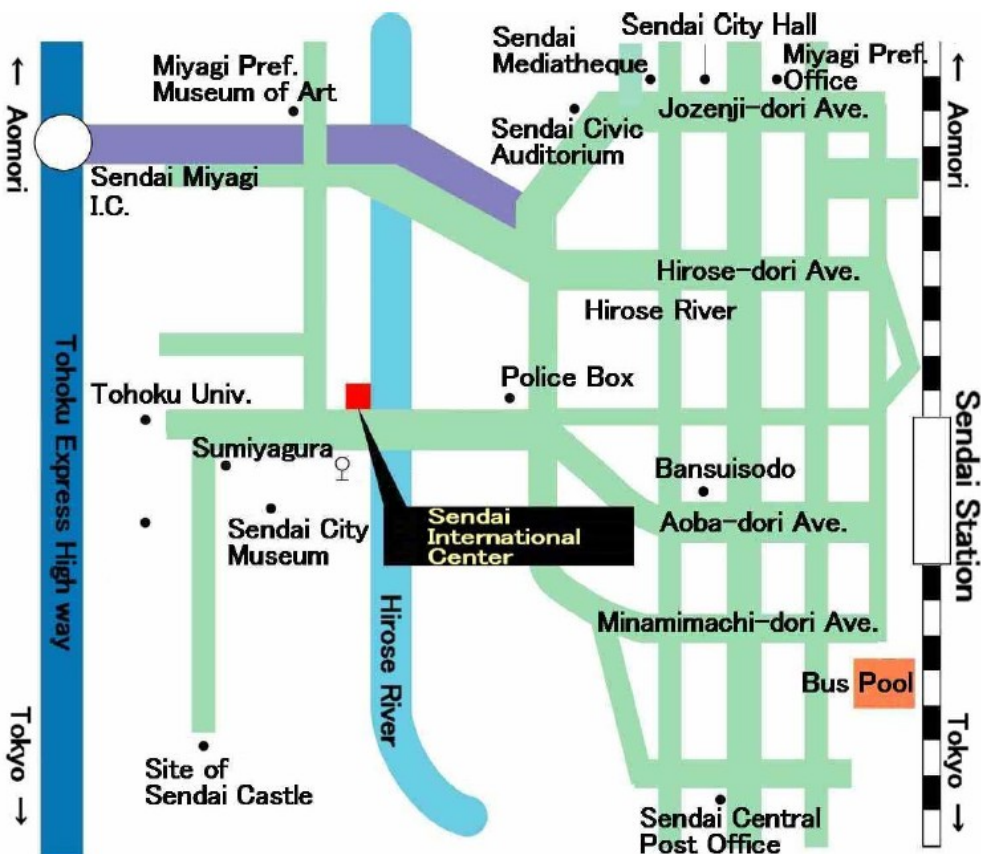 Sendai City Hall
Sendai
Mediatheque
Miyagi Pref.
Office
Miyagi Pref.
Museum of Art
↑
Aomori
↑
Aomori
Jozenji-dori Ave.
Sendai Civic
Auditorium
Sendai Miyagi
I.C.
Hirose-dori Ave.
Hirose River
Police Box
Tohoku Univ.
Tohoku Express High way
Sendai Station
Sumiyagura
Bansuisodo
Sendai City
Museum
Sendai
International
Center
Aoba-dori Ave.
Hirose River
Minamimachi-dori Ave.
Bus Pool
Tokyo
↓
Tokyo
↓
Site of
Sendai Castle
Sendai Central
Post Office